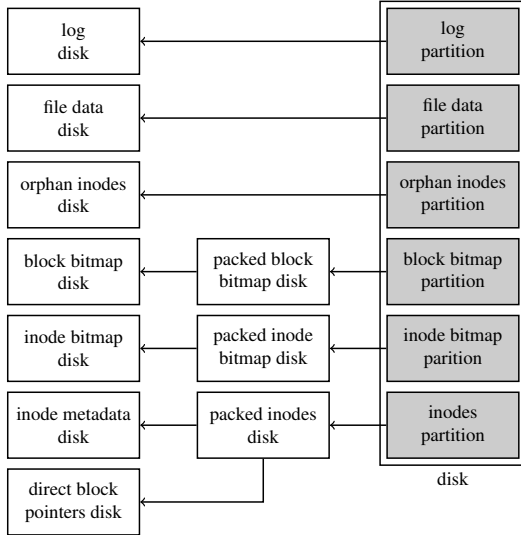 log
disk
log
partition
file data
disk
file data
partition
orphan inodes
disk
orphan inodes
partition
block bitmap
disk
packed block
bitmap disk
block bitmap
partition
inode bitmap
disk
packed inode
bitmap disk
inode bitmap
parition
inode metadata
disk
packed inodes
disk
inodes
partition
disk
direct block
pointers disk